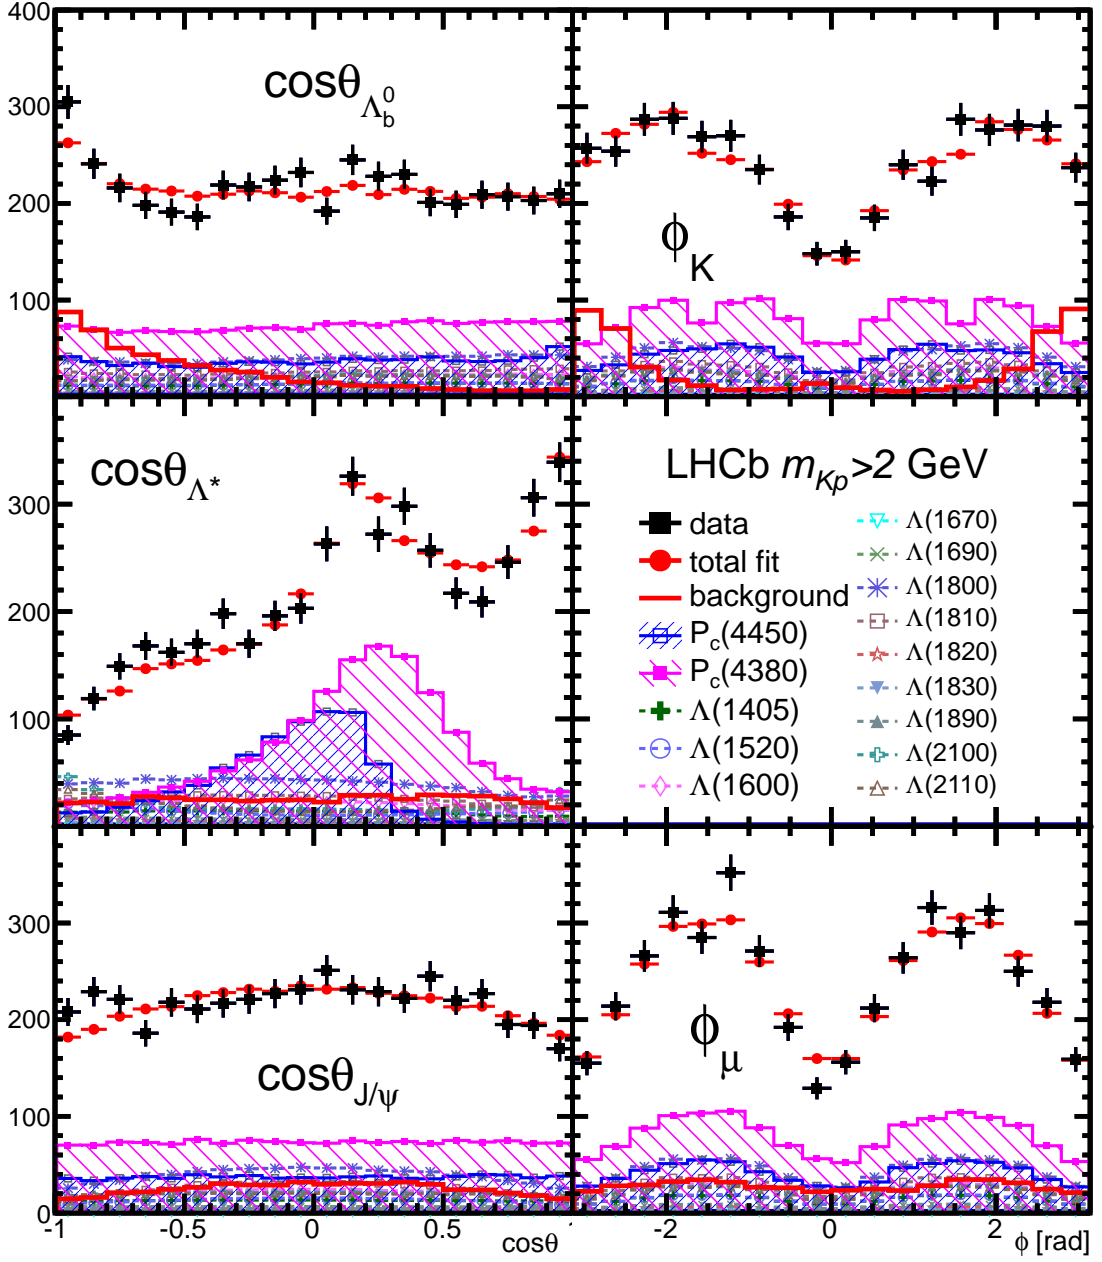 400
300
200
100
cosθ_Λb^0
ϕ_K
300
200
100
cosθ_Λ*
LHCb m_Kp>2 GeV
data
total fit
background
P_c(4450)
P_c(4380)
Λ(1405)
Λ(1520)
Λ(1600)
Λ(1670)
Λ(1690)
Λ(1800)
Λ(1810)
Λ(1820)
Λ(1830)
Λ(1890)
Λ(2100)
Λ(2110)
300
200
100
0
cosθ_J/ψ
ϕ_μ
-1 -0.5 0 0.5
cosθ
-2 0 2
ϕ [rad]